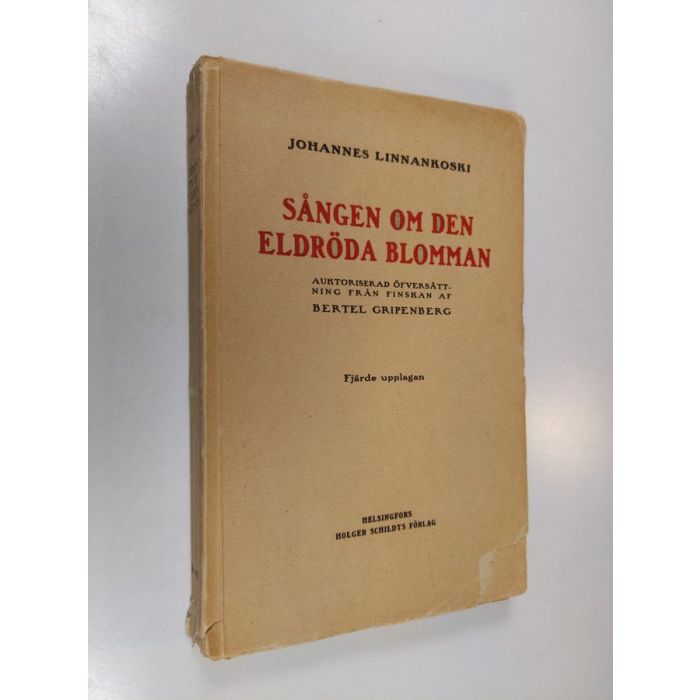 JOHANNES LINNANKOSKI
SÅNGEN OM DEN
ELDRÖDA BLOMMAN
AUKTORISERAD ÖFVERSÄTT-
NING FRÅN FINSKAN AF
BERTEL GRIPENBERG
Fjärde upplagan
HELSINGFORS
HOLGER SCHILDTS FÖRLAG